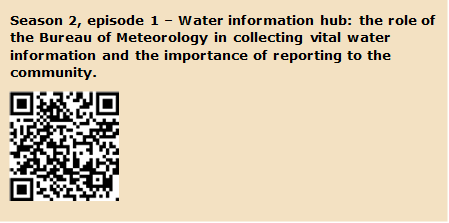 Season 2, episode 1 – Water information hub: the role of
the Bureau of Meteorology in collecting vital water
information and the importance of reporting to the
community.